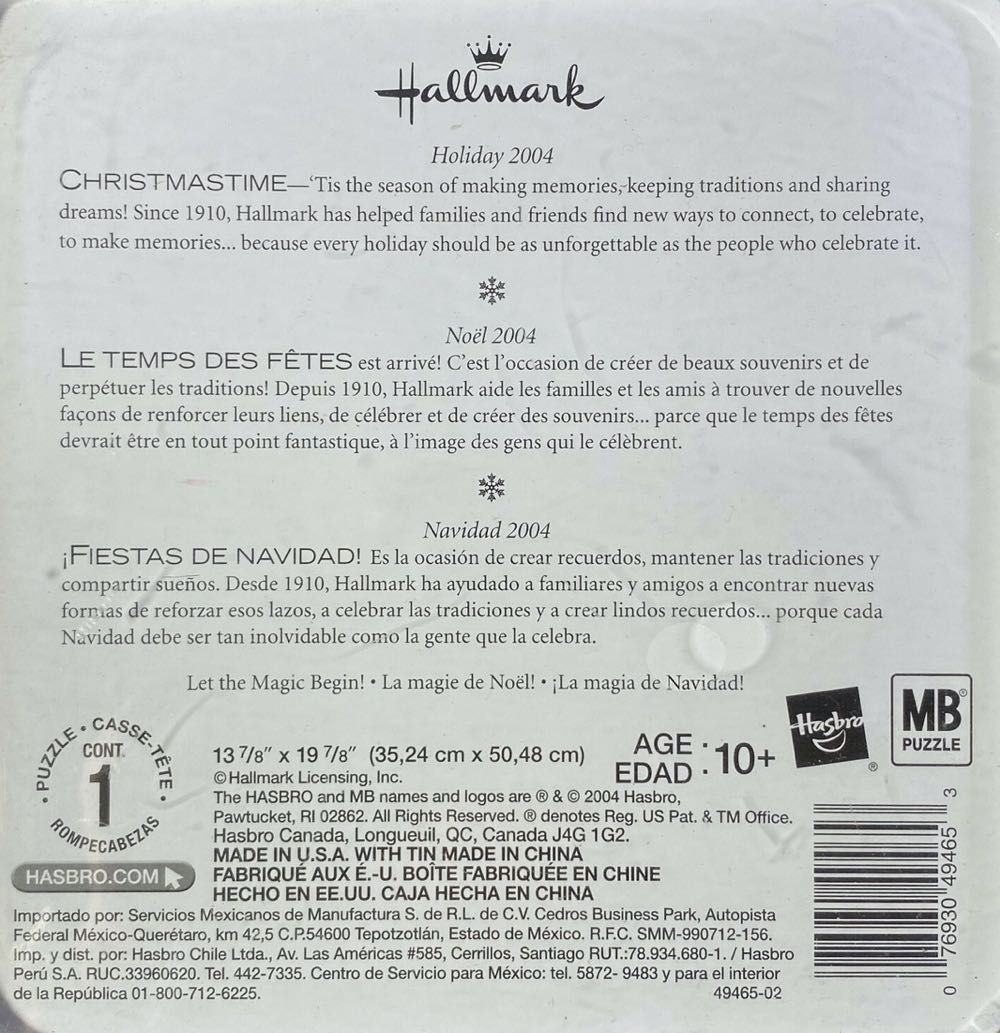 Hallmark
Holiday 2004
CHRISTMASTIME—‘Tis the season of making memories, keeping traditions and sharing
dreams! Since 1910, Hallmark has helped families and friends find new ways to connect, to celebrate,
to make memories... because every holiday should be as unforgettable as the people who celebrate it.
Noël 2004
LE TEMPS DES FÊTES est arrivé! C’est l’occasion de créer de beaux souvenirs et de
perpétuer les traditions! Depuis 1910, Hallmark aide les familles et les amis à trouver de nouvelles
façons de renforcer leurs liens, de célébrer et de créer des souvenirs... parce que le temps des fêtes
devrait être en tout point fantastique, à l’image des gens qui le célèbrent.
Navidad 2004
¡FIESTAS DE NAVIDAD! Es la ocasión de crear recuerdos, mantener las tradiciones y
compartir sueños. Desde 1910, Hallmark ha ayudado a familiares y amigos a encontrar nuevas
formas de reforzar esos lazos, a celebrar las tradiciones y a crear lindos recuerdos... porque cada
Navidad debe ser tan inolvidable como la gente que la celebra.
Let the Magic Begin! • La magie de Noël! • ¡La magia de Navidad!
• PUZZLE • CASSE-TÊTE • ROMPECABEZAS
CONT.
1
HASBRO.COM
13 7/8" x 19 7/8" (35,24 cm x 50,48 cm)
AGE
EDAD : 10+
Hasbro ®
MB®
PUZZLE
© Hallmark Licensing, Inc.
The HASBRO and MB names and logos are ® & © 2004 Hasbro,
Pawtucket, RI 02862. All Rights Reserved. ® denotes Reg. US Pat. & TM Office.
Hasbro Canada, Longueuil, QC, Canada J4G 1G2.
MADE IN U.S.A. WITH TIN MADE IN CHINA
FABRIQUÉ AUX É.-U. BOÎTE FABRIQUÉE EN CHINE
HECHO EN EE.UU. CAJA HECHA EN CHINA
Importado por: Servicios Mexicanos de Manufactura S. de R.L. de C.V. Cedros Business Park, Autopista
Federal México-Querétaro, km 42,5 C.P.54600 Tepotzotlán, Estado de México. R.F.C. SMM-990712-156.
Imp. y dist. por: Hasbro Chile Ltda., Av. Las Américas #585, Cerrillos, Santiago RUT.:78.934.680-1. / Hasbro
Perú S.A. RUC.33960620. Tel. 442-7335. Centro de Servicio para México: tel. 5872- 9483 y para el interior
de la República 01-800-712-6225.
49465-02
0 76930 49465 3